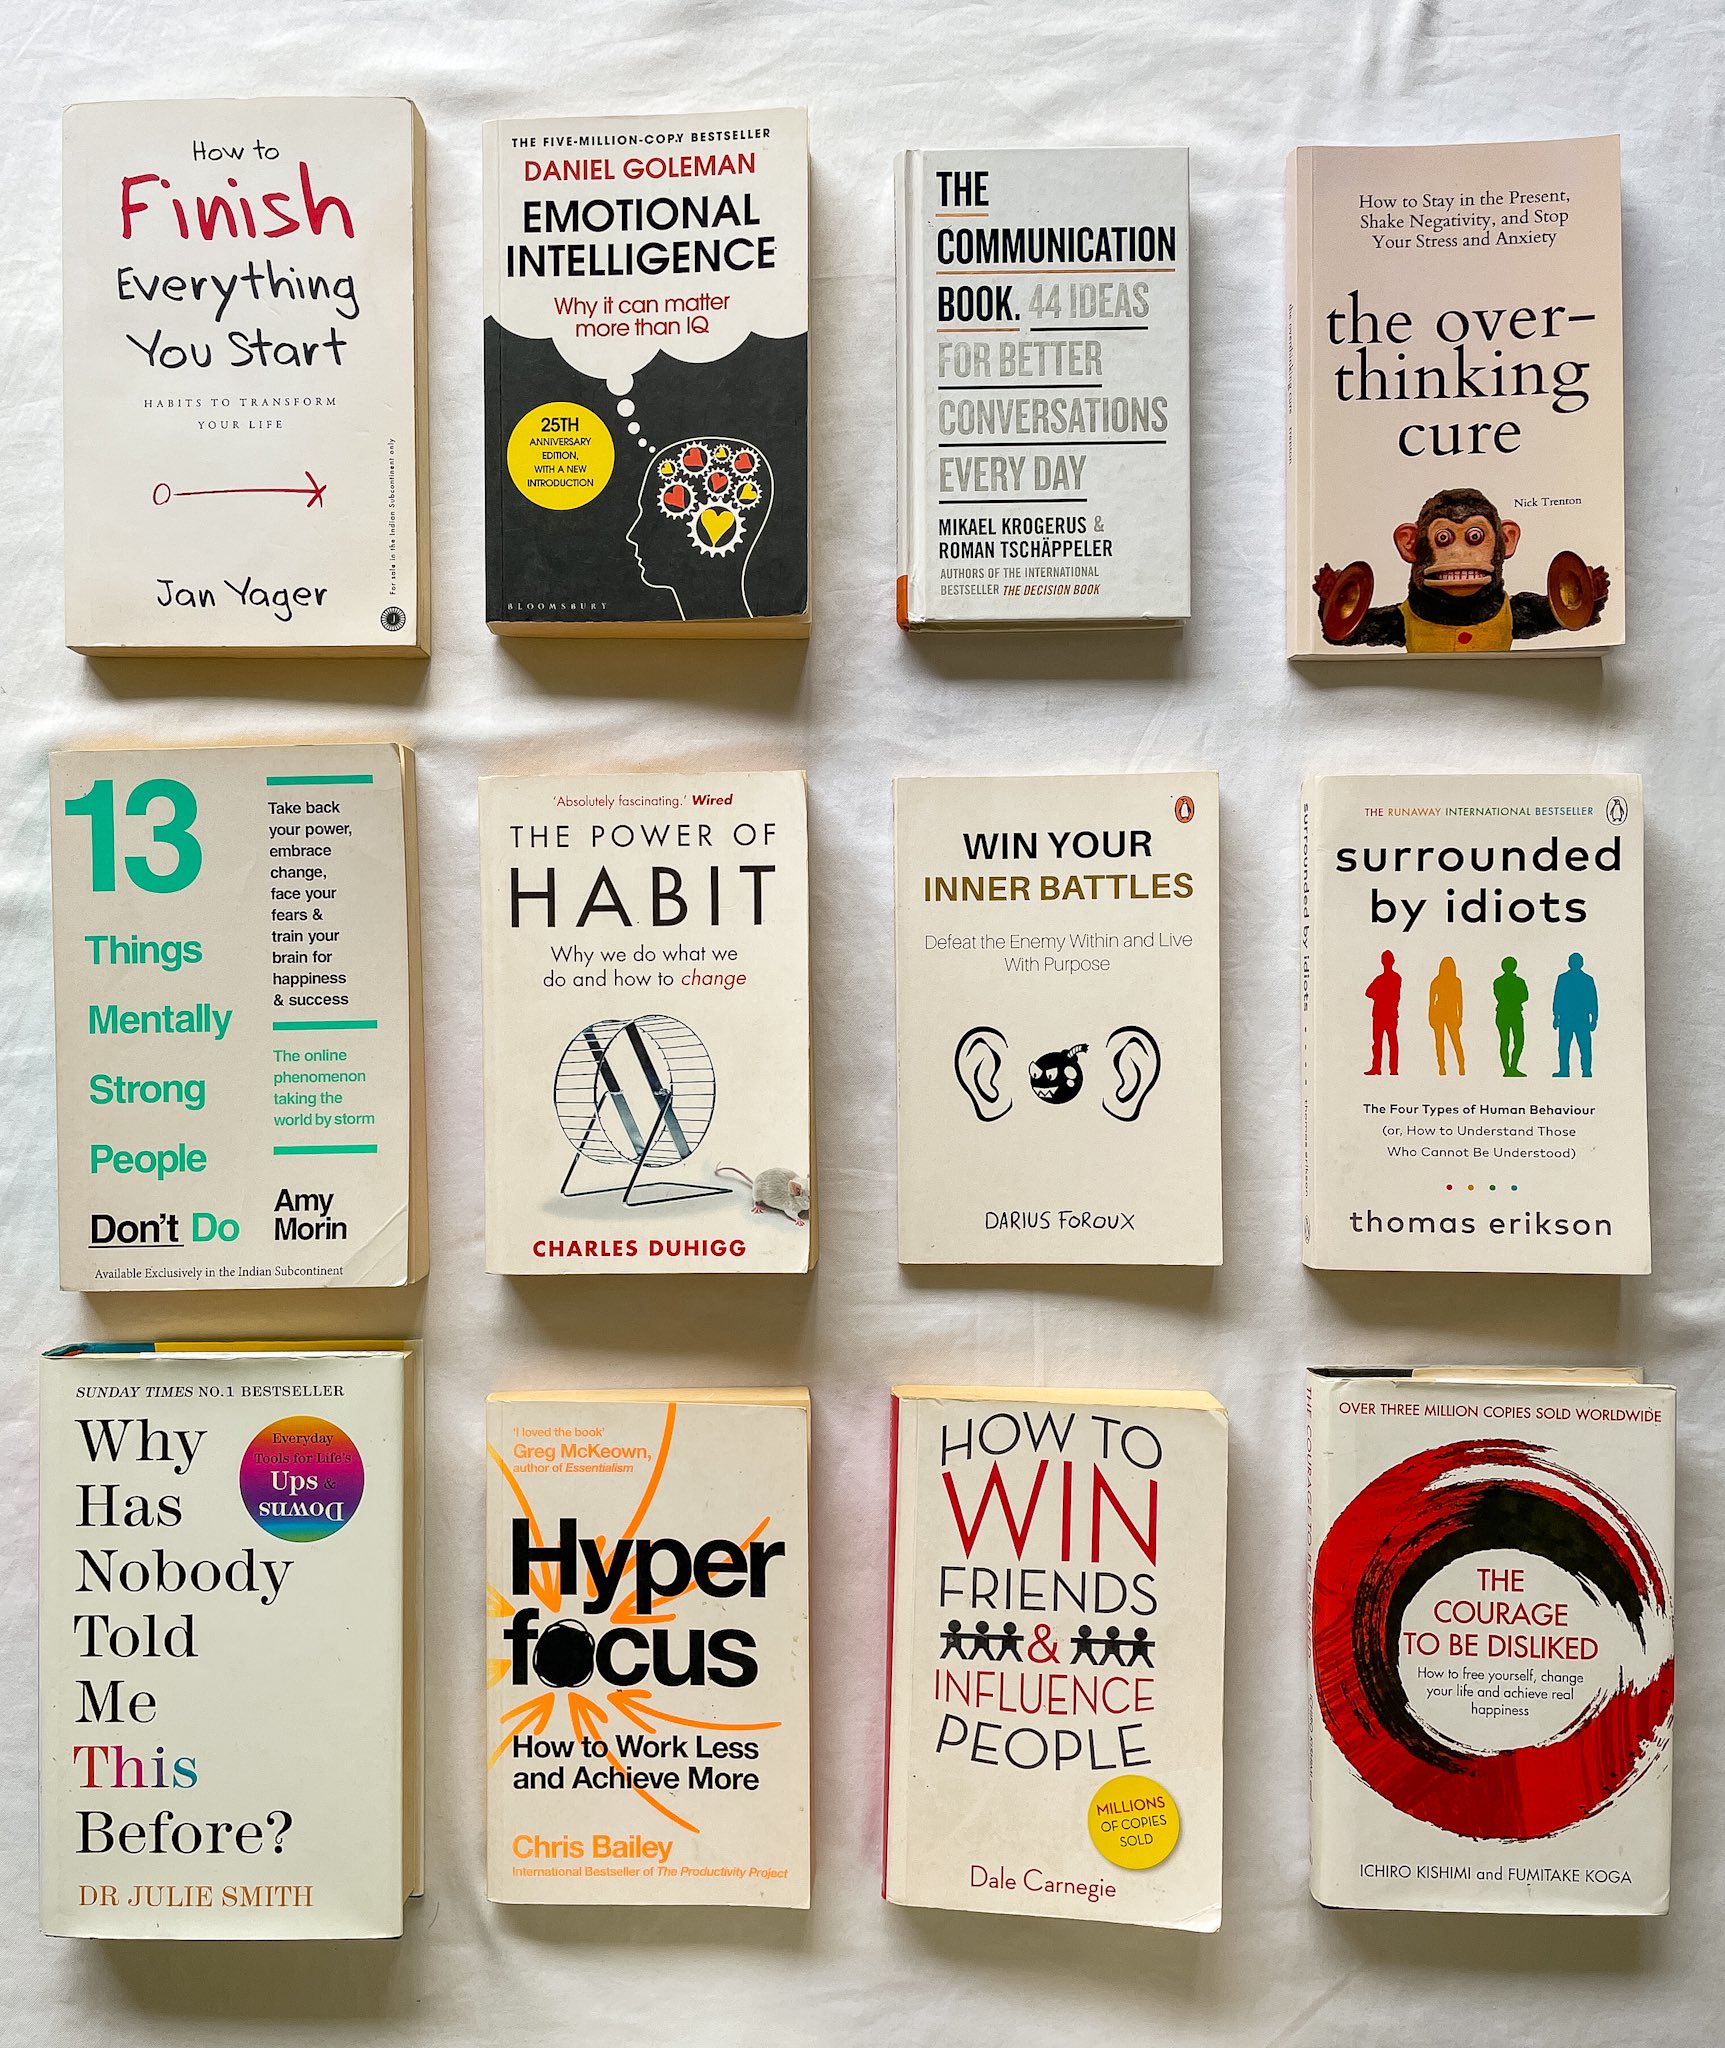 How to
Finish
Everything
You Start
HABITS TO TRANSFORM
YOUR LIFE
For sale in the Indian Subcontinent only
J
Jan Yager
THE FIVE-MILLION-COPY BESTSELLER
DANIEL GOLEMAN
EMOTIONAL
INTELLIGENCE
Why it can matter
more than IQ
25TH
ANNIVERSARY
EDITION,
WITH A NEW
INTRODUCTION
BLOOMSBURY
THE
COMMUNICATION
BOOK. 44 IDEAS
FOR BETTER
CONVERSATIONS
EVERY DAY
MIKAEL KROGERUS &
ROMAN TSCHÄPPELER
AUTHORS OF THE INTERNATIONAL
BESTSELLER THE DECISION BOOK
How to Stay in the Present,
Shake Negativity, and Stop
Your Stress and Anxiety
the over-
thinking
cure
Nick Trenton
13
Things
Mentally
Strong
People
Don't Do
Take back
your power,
embrace
change,
face your
fears &
train your
brain for
happiness
& success
The online
phenomenon
taking the
world by storm
Amy
Morin
Available Exclusively in the Indian Subcontinent
'Absolutely fascinating.' Wired
THE POWER OF
HABIT
Why we do what we
do and how to change
CHARLES DUHIGG
WIN YOUR
INNER BATTLES
Defeat the Enemy Within and Live
With Purpose
DARIUS FOROUX
surrounded by idiots
thomas erikson
THE RUNAWAY INTERNATIONAL BESTSELLER
surrounded
by idiots
The Four Types of Human Behaviour
(or, How to Understand Those
Who Cannot Be Understood)
thomas erikson
SUNDAY TIMES NO.1 BESTSELLER
Why
Has
Nobody
Told
Me
This
Before?
Everyday
Tools for Life's
Ups &
Downs
DR JULIE SMITH
'I loved the book'
Greg McKeown,
author of Essentialism
Hyper
focus
How to Work Less
and Achieve More
Chris Bailey
International Bestseller of The Productivity Project
HOW TO
WIN
FRIENDS
&
INFLUENCE
PEOPLE
MILLIONS
OF COPIES
SOLD
Dale Carnegie
THE COURAGE TO BE DISLIKED
OVER THREE MILLION COPIES SOLD WORLDWIDE
THE
COURAGE
TO BE DISLIKED
How to free yourself, change
your life and achieve real
happiness
ICHIRO KISHIMI and FUMITAKE KOGA